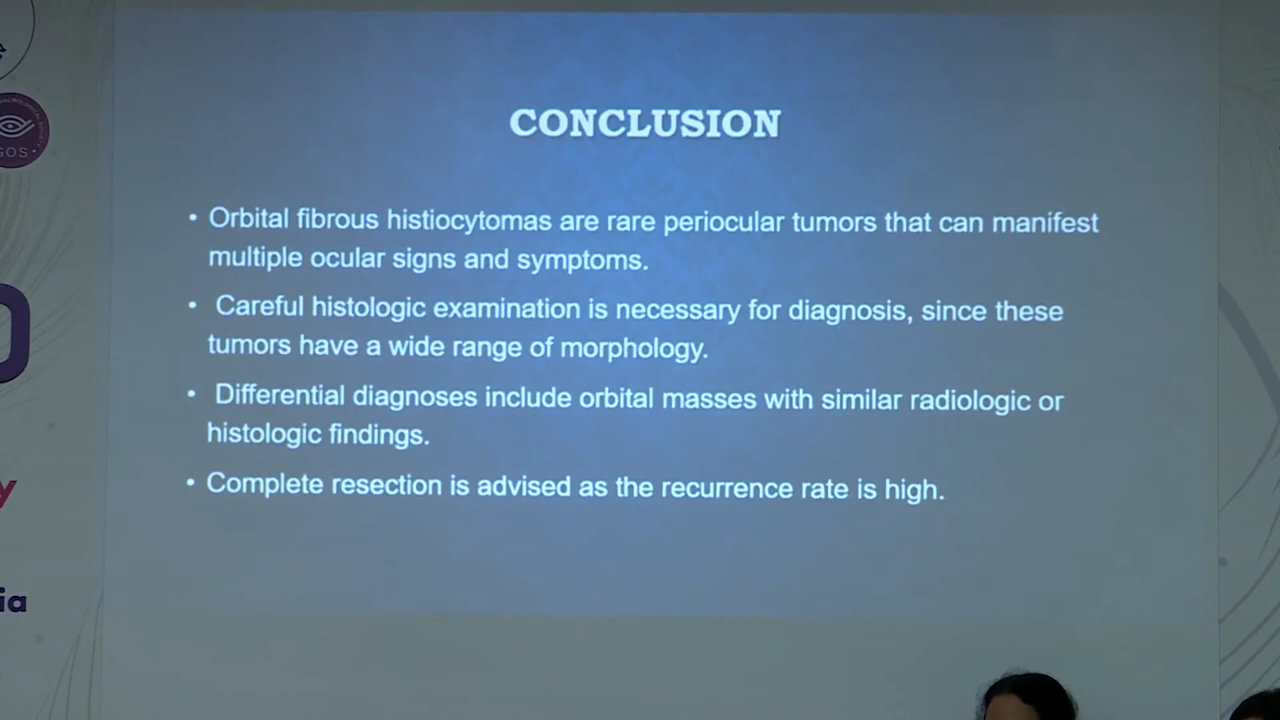 CONCLUSION
• Orbital fibrous histiocytomas are rare periocular tumors that can manifest
multiple ocular signs and symptoms.
• Careful histologic examination is necessary for diagnosis, since these
tumors have a wide range of morphology.
• Differential diagnoses include orbital masses with similar radiologic or
histologic findings.
• Complete resection is advised as the recurrence rate is high.
GOS
y
ia